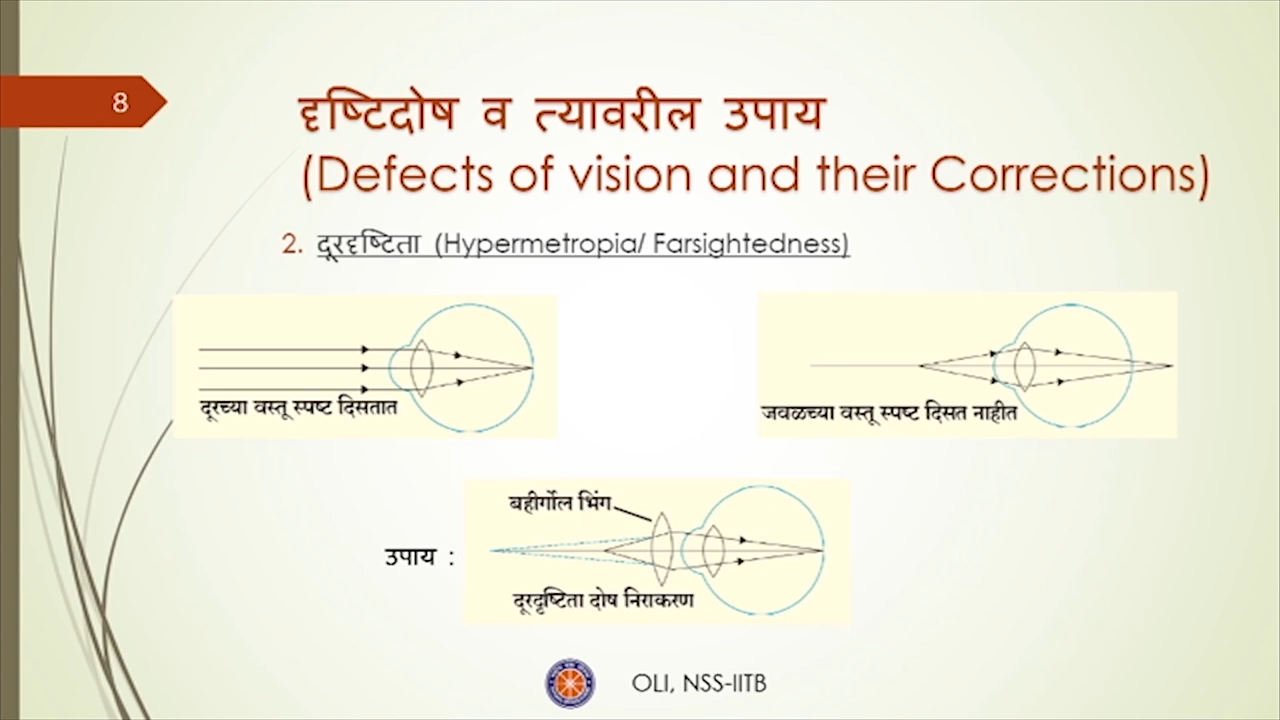 8
दृष्टिदोष व त्यावरील उपाय
(Defects of vision and their Corrections)
2. दूरदृष्टिता (Hypermetropia/ Farsightedness)
दूरच्या वस्तू स्पष्ट दिसतात
जवळच्या वस्तू स्पष्ट दिसत नाहीत
बहीर्गोल भिंग
उपाय :
दूरदृष्टिता दोष निराकरण
OLI, NSS-IITB